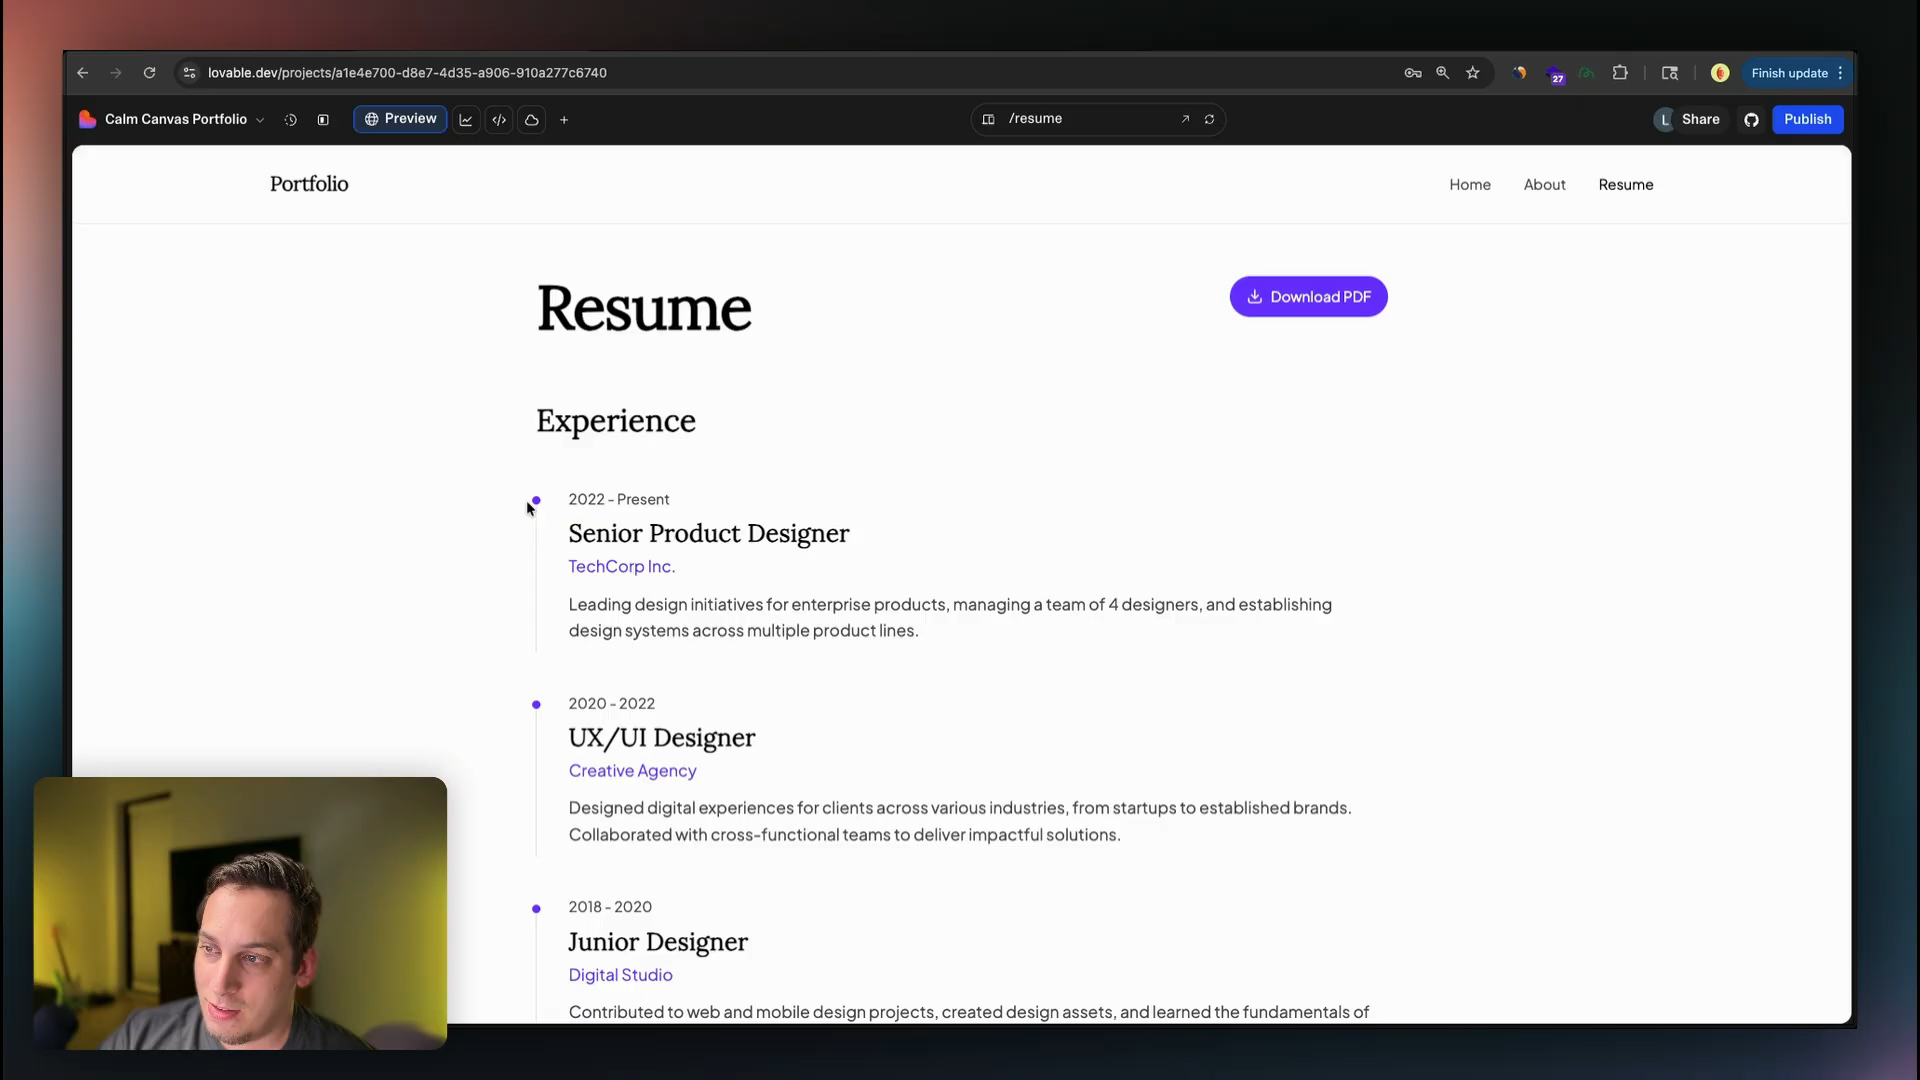 lovable.dev/projects/a1e4e700-d8e7-4d35-a906-910a277c6740
27
Finish update
Calm Canvas Portfolio
Preview
/resume
L
Share
Publish
Portfolio
Home
About
Resume
Resume
Download PDF
Experience
2022 - Present
Senior Product Designer
TechCorp Inc.
Leading design initiatives for enterprise products, managing a team of 4 designers, and establishing
design systems across multiple product lines.
2020 - 2022
UX/UI Designer
Creative Agency
Designed digital experiences for clients across various industries, from startups to established brands.
Collaborated with cross-functional teams to deliver impactful solutions.
2018 - 2020
Junior Designer
Digital Studio
Contributed to web and mobile design projects, created design assets, and learned the fundamentals of